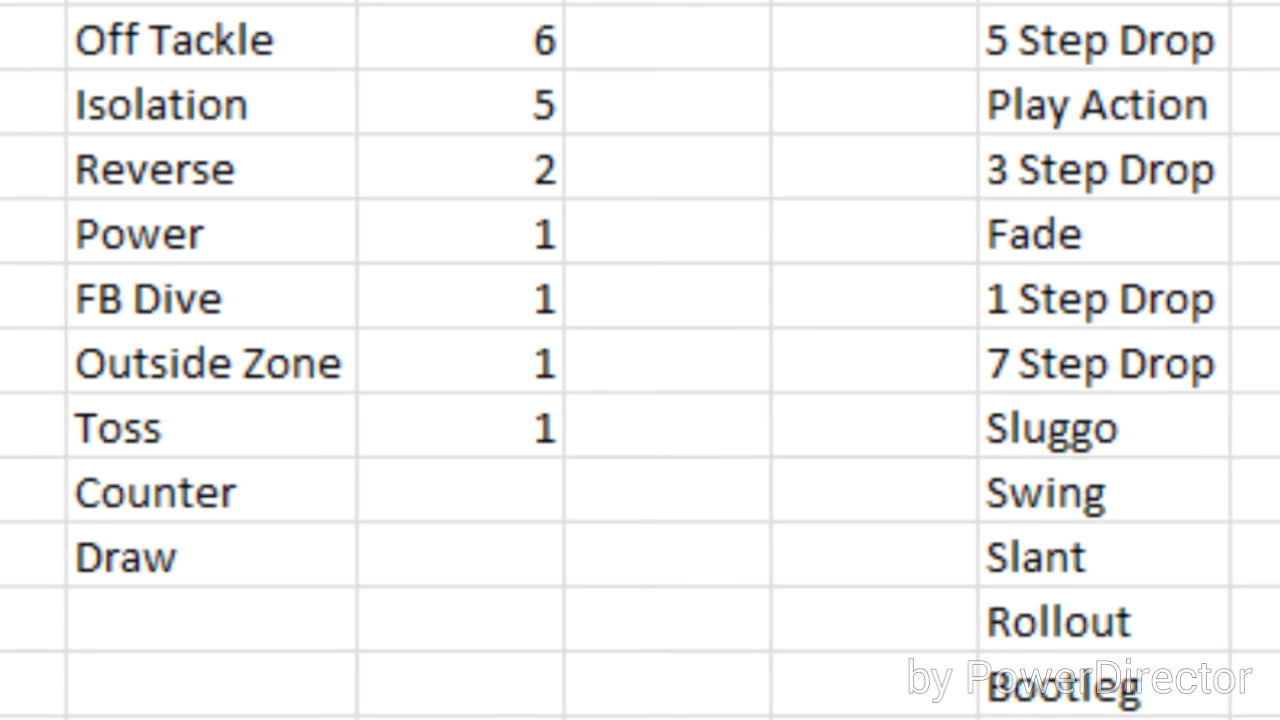 Off Tackle 6 5 Step Drop
Isolation 5 Play Action
Reverse 2 3 Step Drop
Power 1 Fade
FB Dive 1 1 Step Drop
Outside Zone 1 7 Step Drop
Toss 1 Sluggo
Counter Swing
Draw Slant
Rollout
Bootleg
by PowerDirector